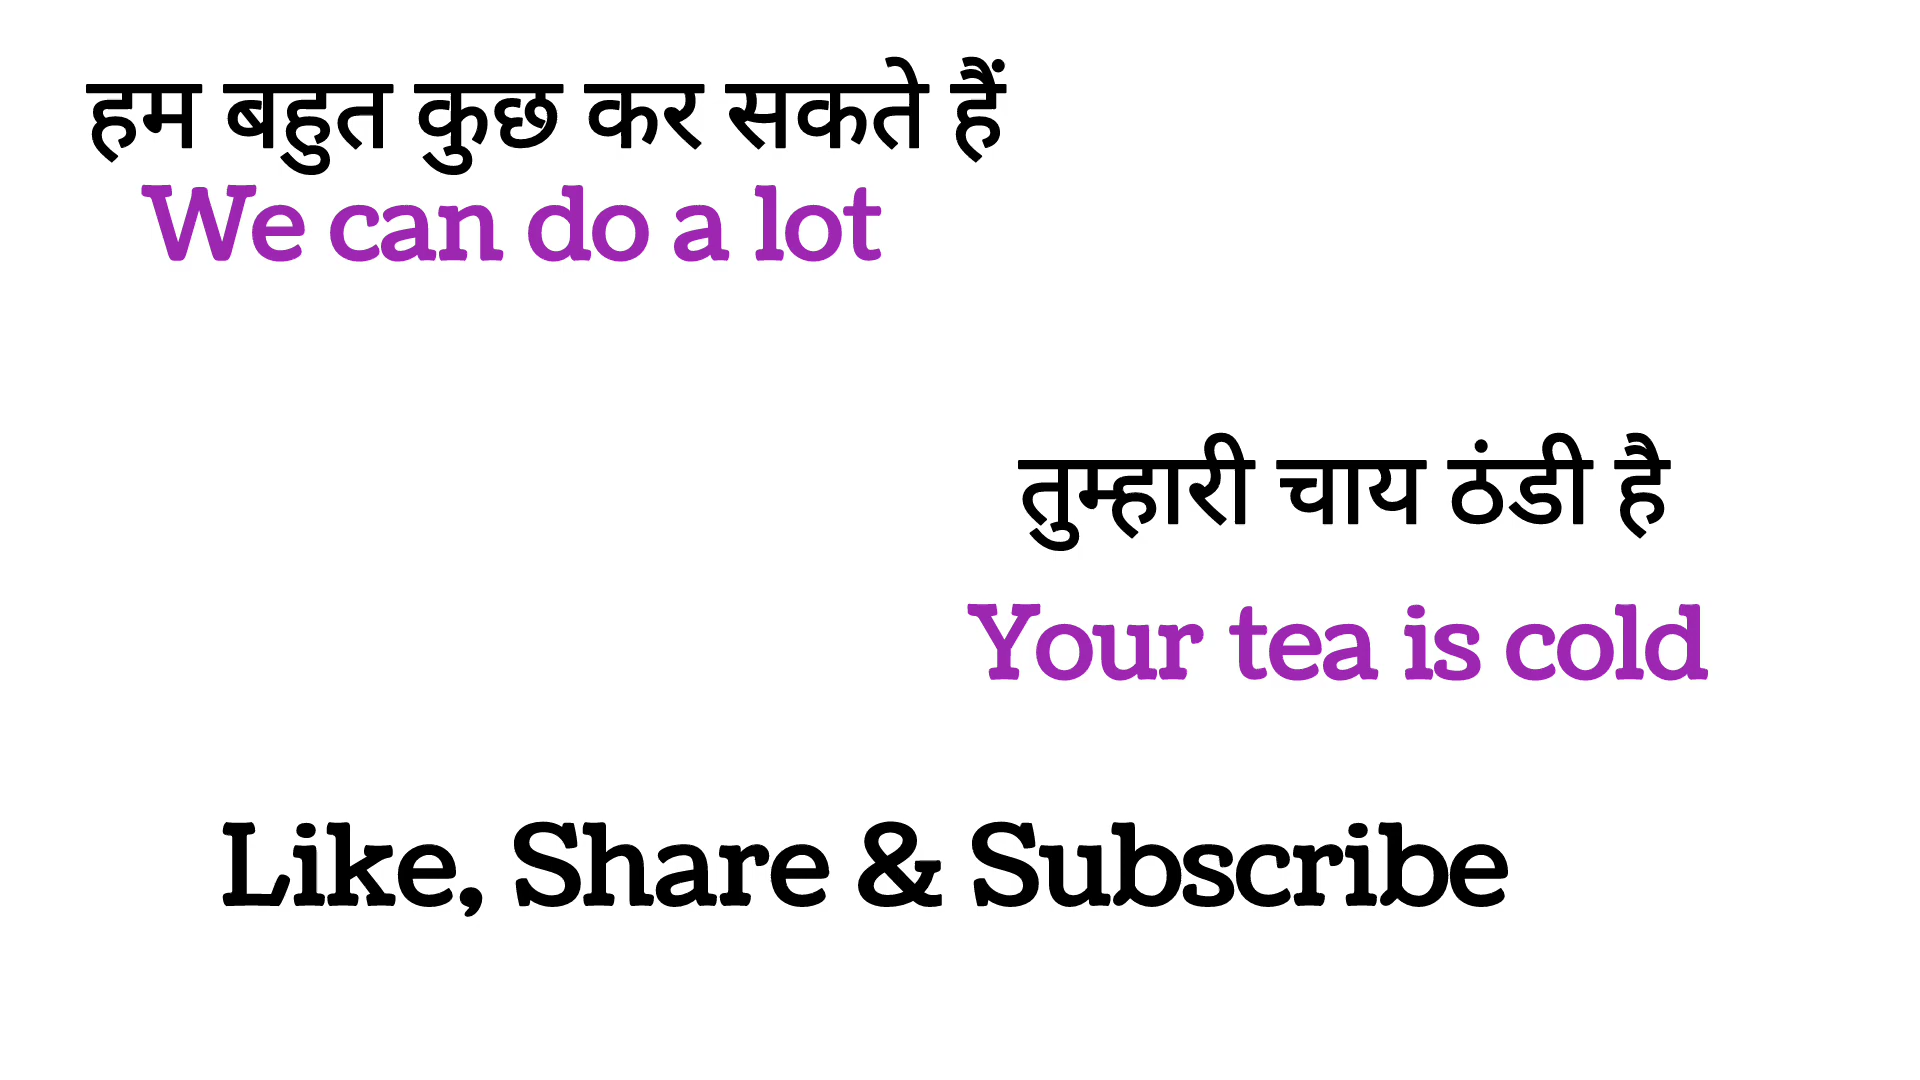 हम बहुत कुछ कर सकते हैं
We can do a lot
तुम्हारी चाय ठंडी है
Your tea is cold
Like, Share & Subscribe